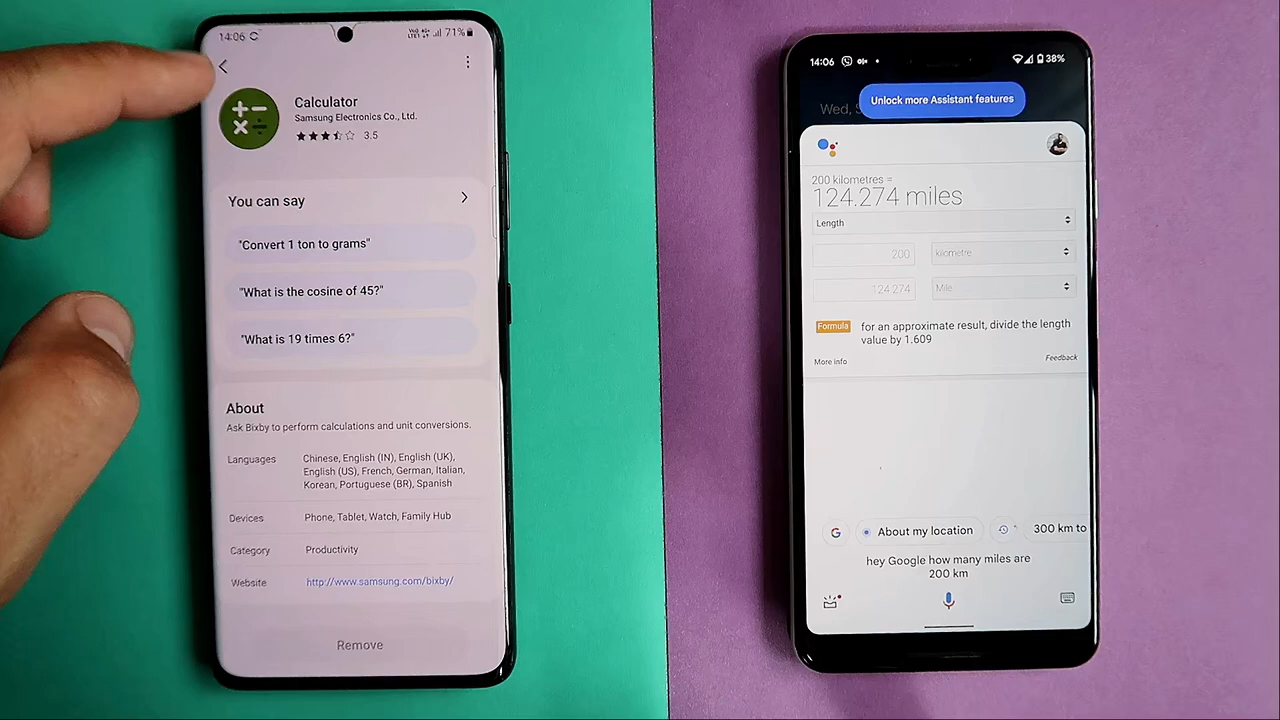 14:06
71%
Calculator
Samsung Electronics Co., Ltd.
3.5
You can say
"Convert 1 ton to grams"
"What is the cosine of 45?"
"What is 19 times 6?"
About
Ask Bixby to perform calculations and unit conversions.
Languages
Chinese, English (IN), English (UK),
English (US), French, German, Italian,
Korean, Portuguese (BR), Spanish
Devices
Phone, Tablet, Watch, Family Hub
Category
Productivity
Website
http://www.samsung.com/bixby/
Remove
14:06
38%
Wed, S
Unlock more Assistant features
200 kilometres =
124.274 miles
Length
200
kilometre
124.274
Mile
Formula
for an approximate result, divide the length
value by 1.609
More info
Feedback
G
About my location
300 km to
hey Google how many miles are
200 km